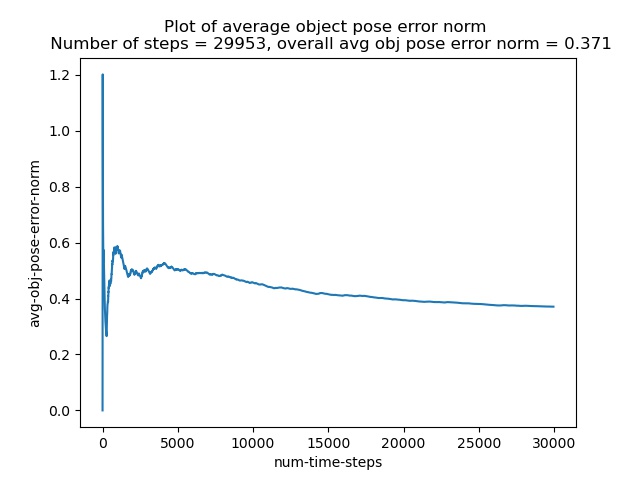 Plot of average object pose error norm
Number of steps = 29953, overall avg obj pose error norm = 0.371
1.2
1.0
0.8
0.6
0.4
0.2
0.0
avg-obj-pose-error-norm
0 5000 10000 15000 20000 25000 30000
num-time-steps